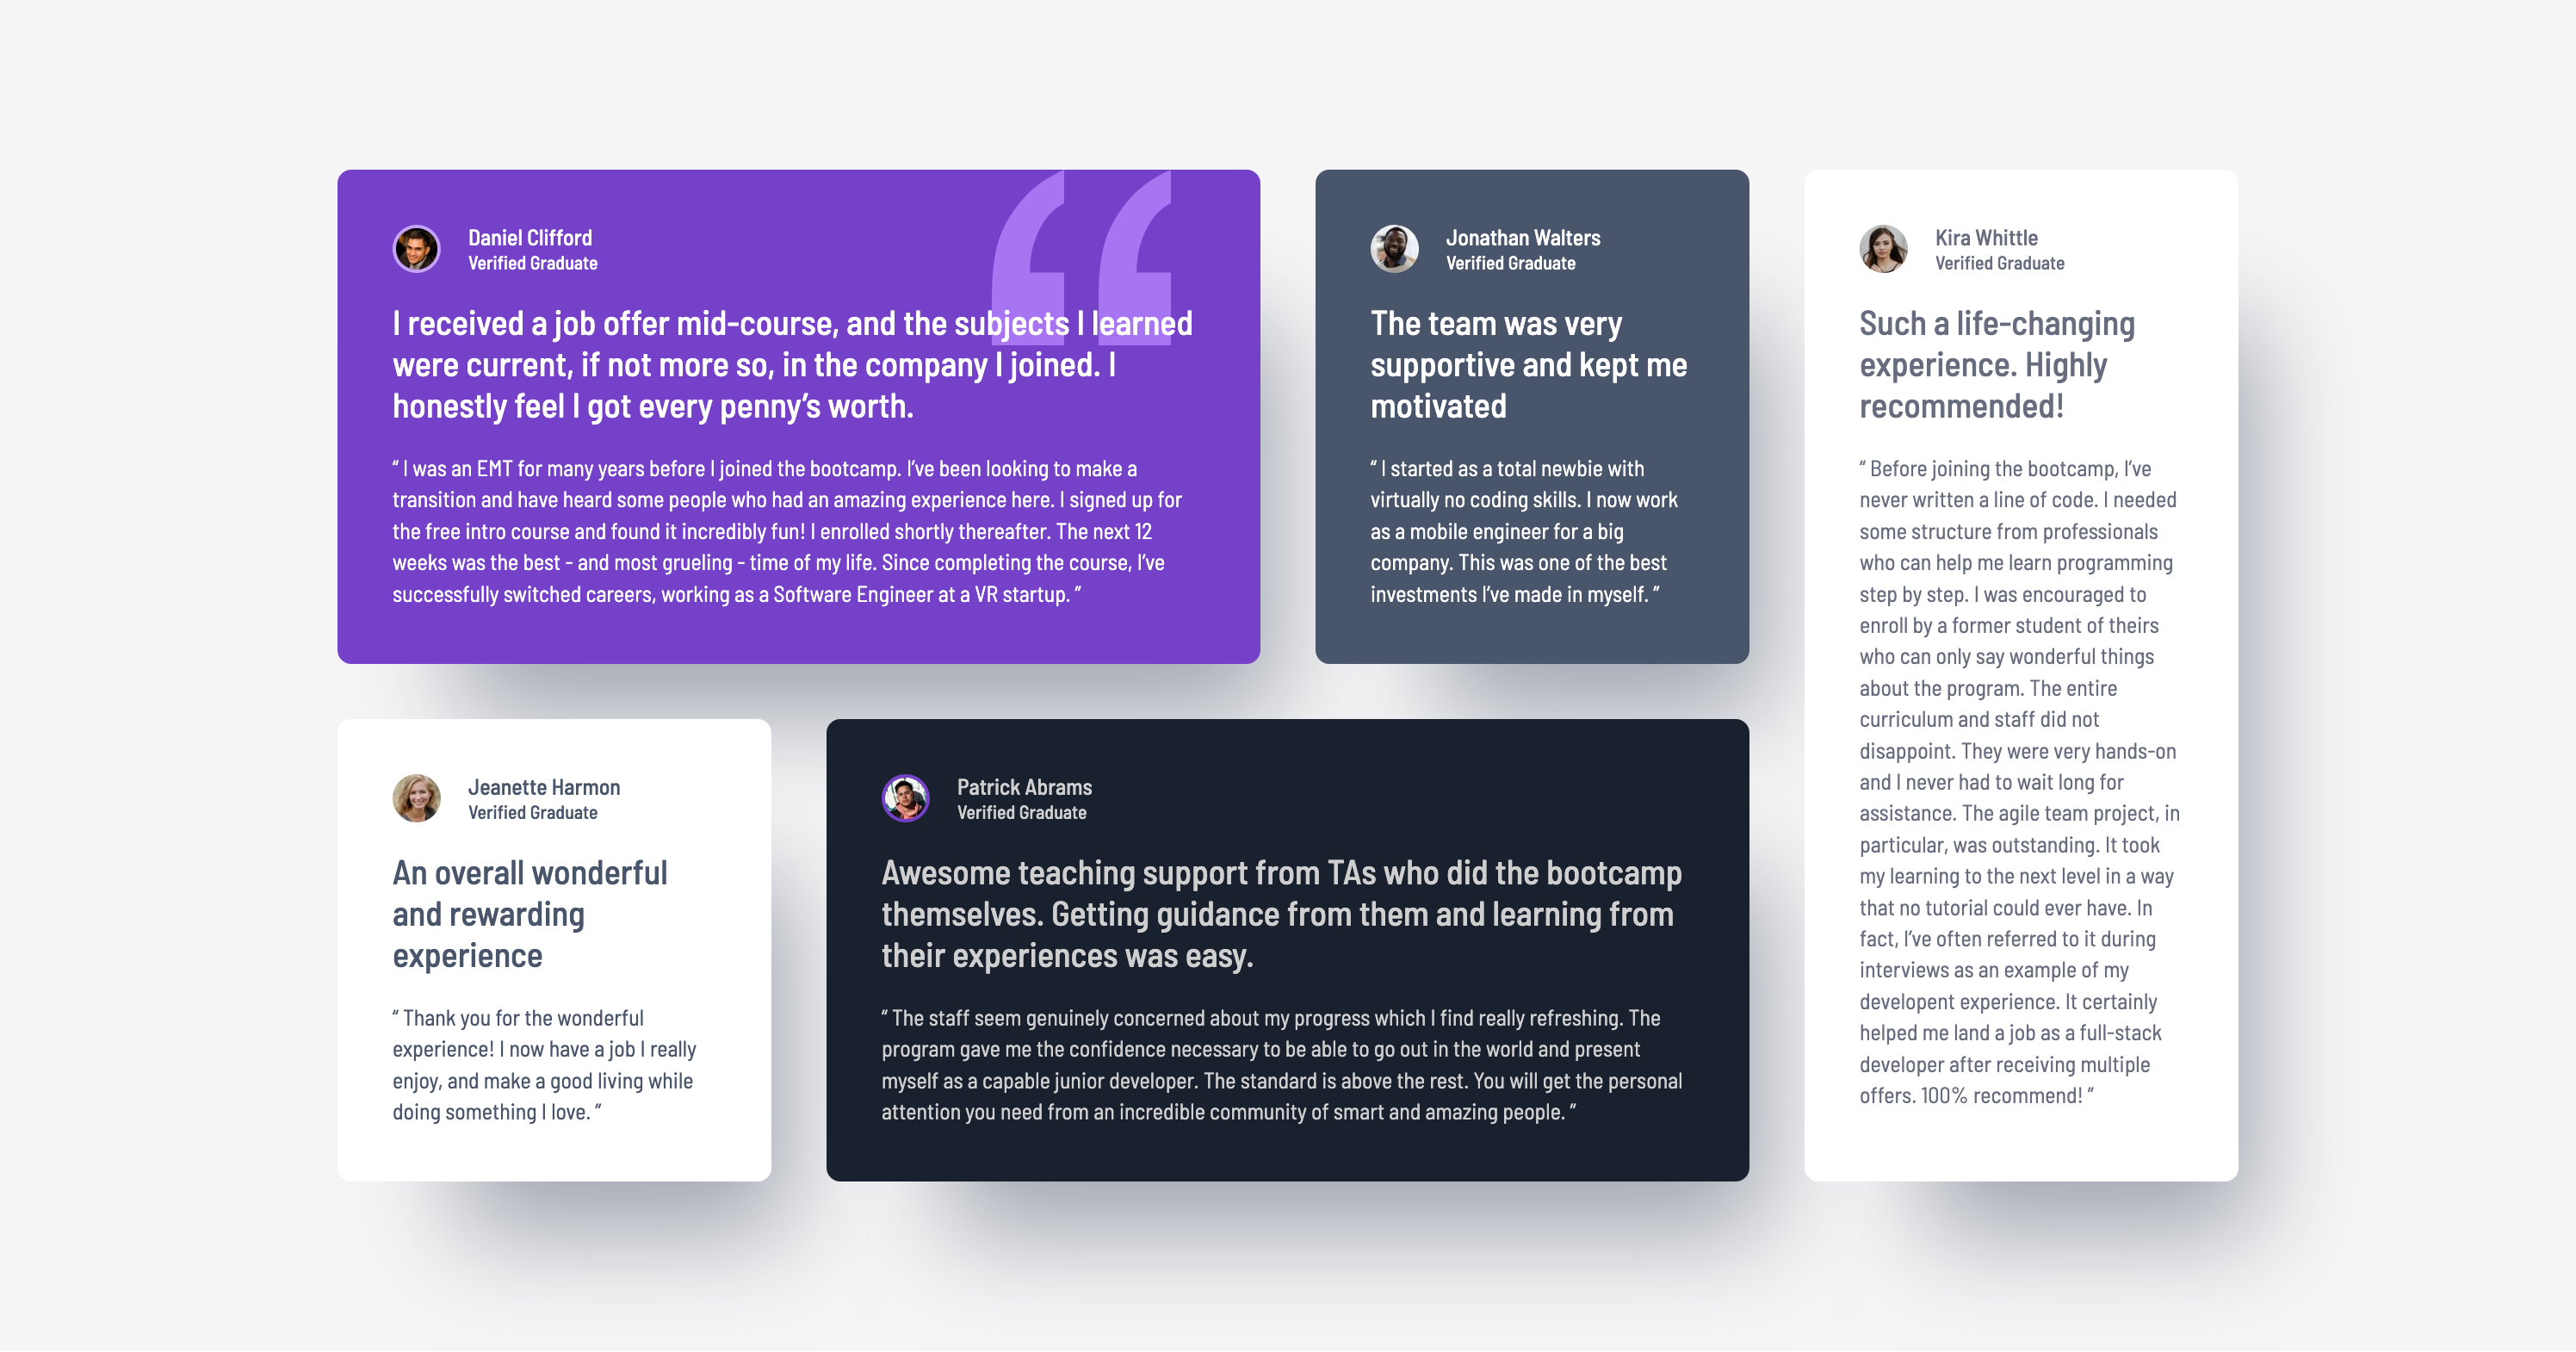 Daniel Clifford
Verified Graduate
I received a job offer mid-course, and the subjects I learned
were current, if not more so, in the company I joined. I
honestly feel I got every penny’s worth.
“ I was an EMT for many years before I joined the bootcamp. I’ve been looking to make a
transition and have heard some people who had an amazing experience here. I signed up for
the free intro course and found it incredibly fun! I enrolled shortly thereafter. The next 12
weeks was the best - and most grueling - time of my life. Since completing the course, I’ve
successfully switched careers, working as a Software Engineer at a VR startup. ”
Jonathan Walters
Verified Graduate
The team was very
supportive and kept me
motivated
“ I started as a total newbie with
virtually no coding skills. I now work
as a mobile engineer for a big
company. This was one of the best
investments I’ve made in myself. ”
Kira Whittle
Verified Graduate
Such a life-changing
experience. Highly
recommended!
“ Before joining the bootcamp, I’ve
never written a line of code. I needed
some structure from professionals
who can help me learn programming
step by step. I was encouraged to
enroll by a former student of theirs
who can only say wonderful things
about the program. The entire
curriculum and staff did not
disappoint. They were very hands-on
and I never had to wait long for
assistance. The agile team project, in
particular, was outstanding. It took
my learning to the next level in a way
that no tutorial could ever have. In
fact, I’ve often referred to it during
interviews as an example of my
developent experience. It certainly
helped me land a job as a full-stack
developer after receiving multiple
offers. 100% recommend! ”
Jeanette Harmon
Verified Graduate
An overall wonderful
and rewarding
experience
“ Thank you for the wonderful
experience! I now have a job I really
enjoy, and make a good living while
doing something I love. ”
Patrick Abrams
Verified Graduate
Awesome teaching support from TAs who did the bootcamp
themselves. Getting guidance from them and learning from
their experiences was easy.
“ The staff seem genuinely concerned about my progress which I find really refreshing. The
program gave me the confidence necessary to be able to go out in the world and present
myself as a capable junior developer. The standard is above the rest. You will get the personal
attention you need from an incredible community of smart and amazing people. ”